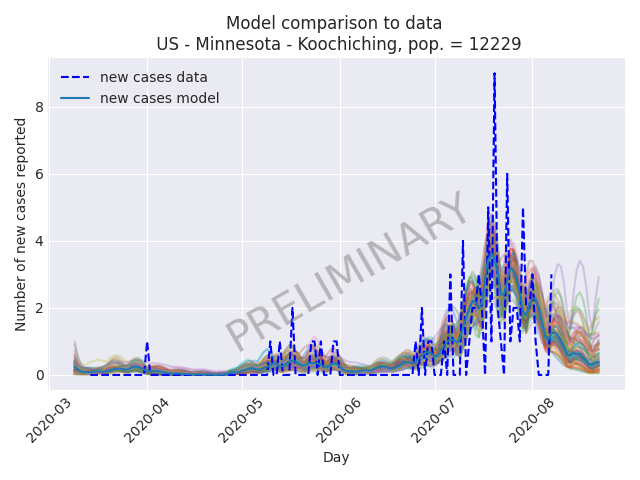 Model comparison to data
US - Minnesota - Koochiching, pop. = 12229
new cases data
new cases model
PRELIMINARY
Number of new cases reported
8
6
4
2
0
2020-03
2020-04
2020-05
2020-06
2020-07
2020-08
Day